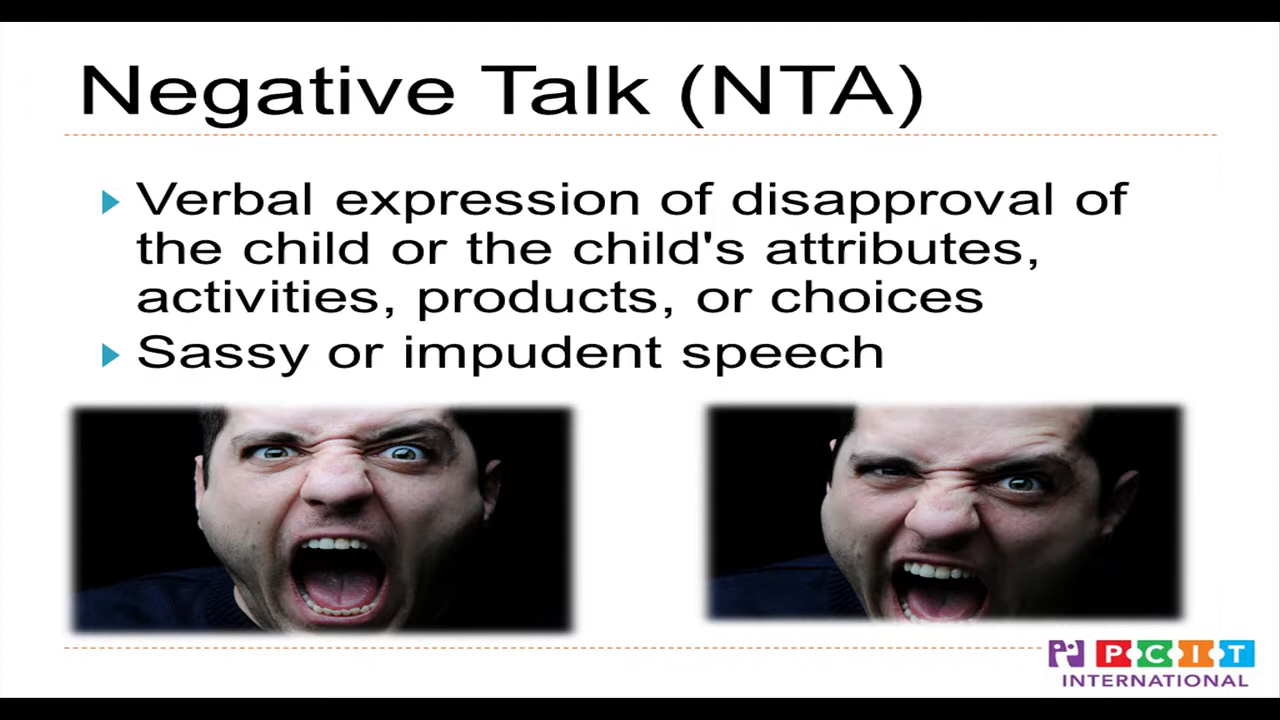 Negative Talk (NTA)
Verbal expression of disapproval of
the child or the child's attributes,
activities, products, or choices
Sassy or impudent speech
PCIT
INTERNATIONAL